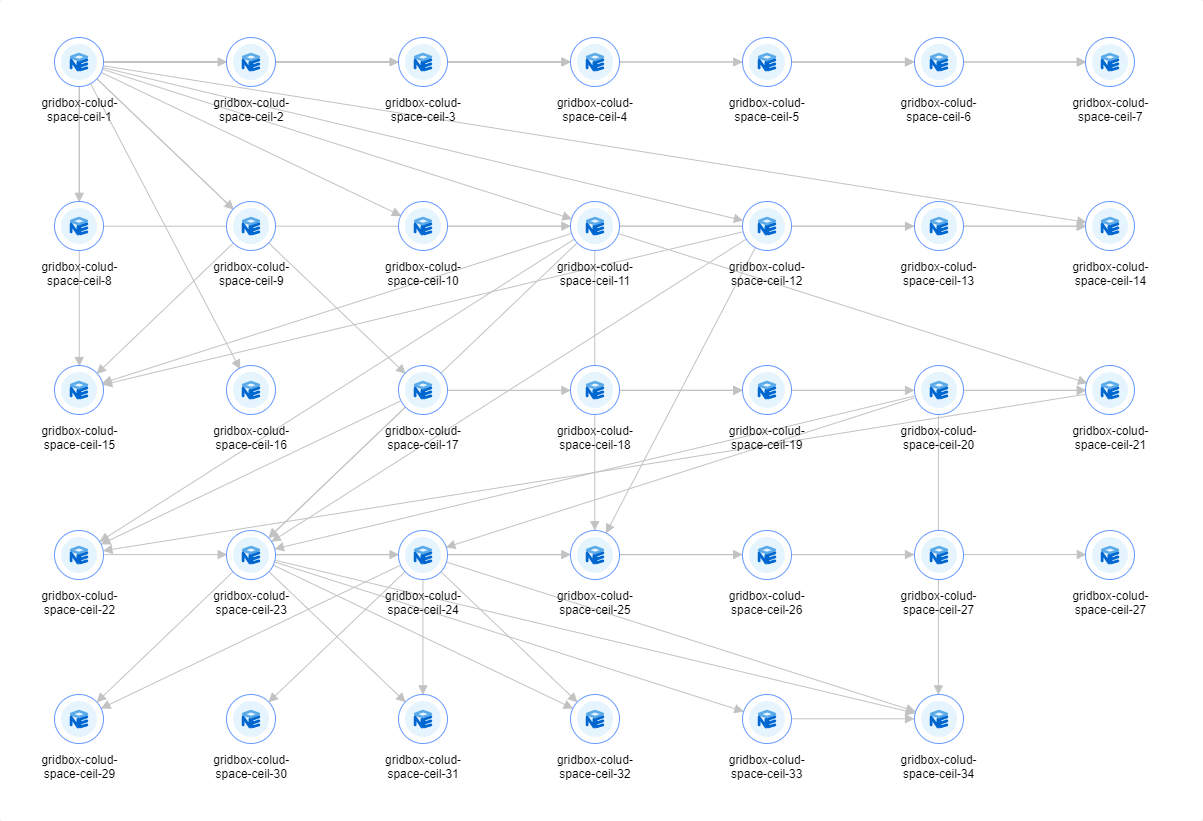 gridbox-colud-
space-ceil-1
gridbox-colud-
space-ceil-2
gridbox-colud-
space-ceil-3
gridbox-colud-
space-ceil-4
gridbox-colud-
space-ceil-5
gridbox-colud-
space-ceil-6
gridbox-colud-
space-ceil-7
gridbox-colud-
space-ceil-8
gridbox-colud-
space-ceil-9
gridbox-colud-
space-ceil-10
gridbox-colud-
space-ceil-11
gridbox-colud-
space-ceil-12
gridbox-colud-
space-ceil-13
gridbox-colud-
space-ceil-14
gridbox-colud-
space-ceil-15
gridbox-colud-
space-ceil-16
gridbox-colud-
space-ceil-17
gridbox-colud-
space-ceil-18
gridbox-colud-
space-ceil-19
gridbox-colud-
space-ceil-20
gridbox-colud-
space-ceil-21
gridbox-colud-
space-ceil-22
gridbox-colud-
space-ceil-23
gridbox-colud-
space-ceil-24
gridbox-colud-
space-ceil-25
gridbox-colud-
space-ceil-26
gridbox-colud-
space-ceil-27
gridbox-colud-
space-ceil-27
gridbox-colud-
space-ceil-29
gridbox-colud-
space-ceil-30
gridbox-colud-
space-ceil-31
gridbox-colud-
space-ceil-32
gridbox-colud-
space-ceil-33
gridbox-colud-
space-ceil-34